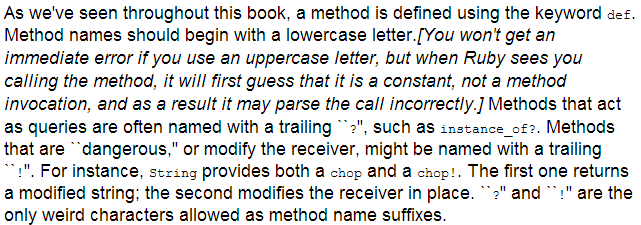 As we've seen throughout this book, a method is defined using the keyword def.
Method names should begin with a lowercase letter.[You won't get an
immediate error if you use an uppercase letter, but when Ruby sees you
calling the method, it will first guess that it is a constant, not a method
invocation, and as a result it may parse the call incorrectly.] Methods that act
as queries are often named with a trailing ``?'', such as instance_of?. Methods
that are ``dangerous,'' or modify the receiver, might be named with a trailing
``!''. For instance, String provides both a chop and a chop!. The first one returns
a modified string; the second modifies the receiver in place. ``?'' and ``!'' are the
only weird characters allowed as method name suffixes.